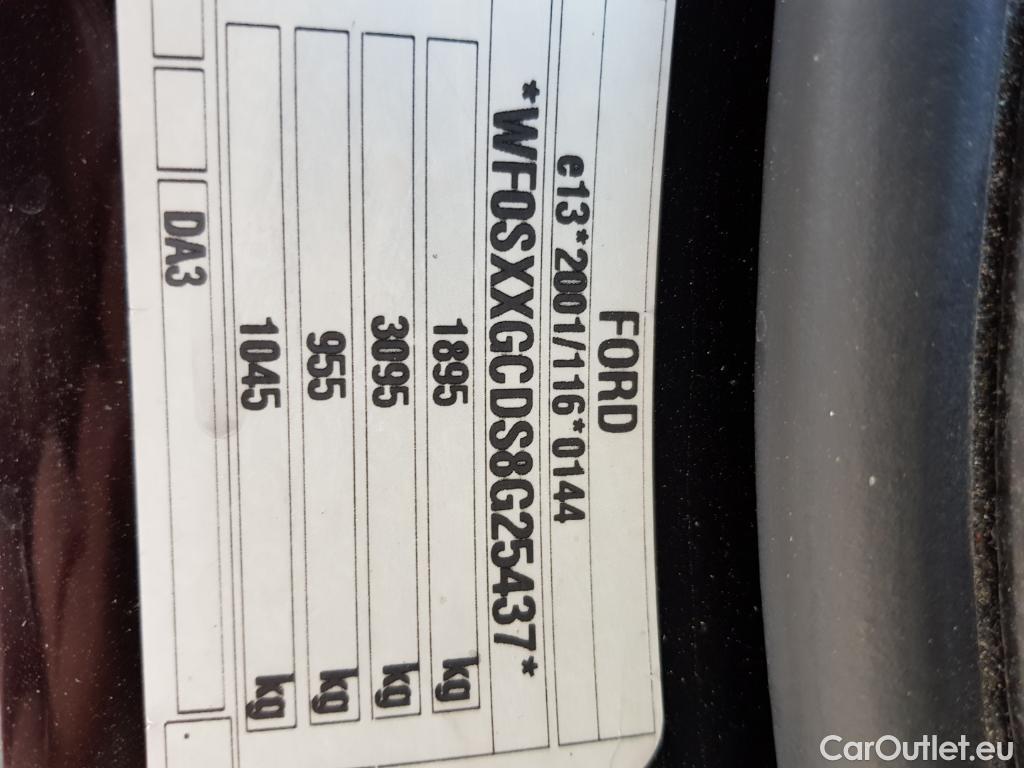 FORD
e13*2001/116*0144
*WF0SXXGCDS8G25437*
1895 kg
3095 kg
955 kg
1045 kg
DA3
CarOutlet.eu